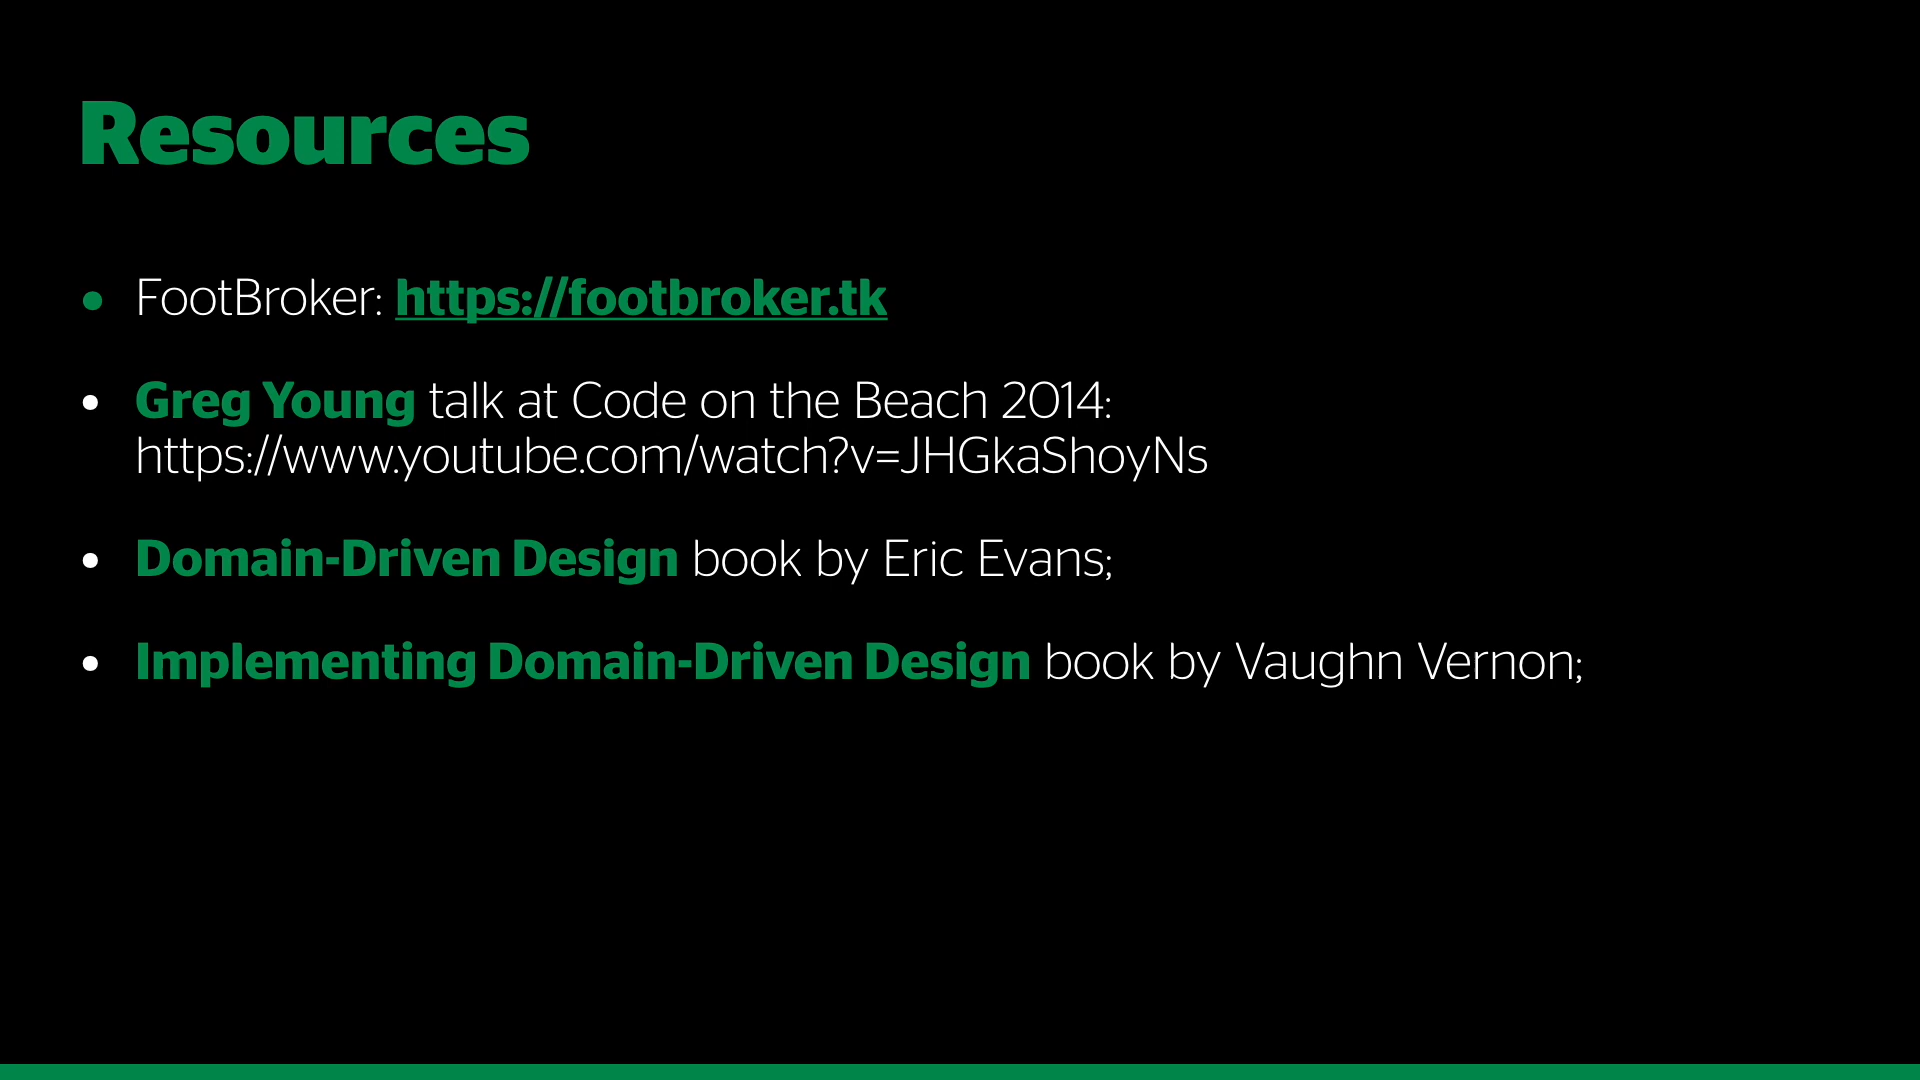 Resources
• FootBroker: https://footbroker.tk
• Greg Young talk at Code on the Beach 2014:
https://www.youtube.com/watch?v=JHGkaShoyNs
• Domain-Driven Design book by Eric Evans;
• Implementing Domain-Driven Design book by Vaughn Vernon;